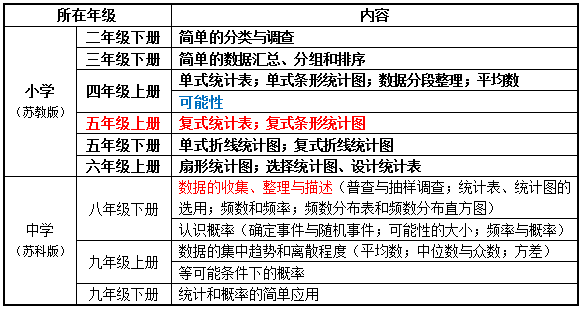 所在年级 内容
小学
（苏教版）
二年级下册 简单的分类与调查
三年级下册 简单的数据汇总、分组和排序
四年级上册 单式统计表；单式条形统计图；数据分段整理；平均数
可能性
五年级上册 复式统计表；复式条形统计图
五年级下册 单式折线统计图；复式折线统计图
六年级上册 扇形统计图；选择统计图、设计统计表
中学
（苏科版）
八年级下册 数据的收集、整理与描述（普查与抽样调查；统计表、统计图的
选用；频数和频率；频数分布表和频数分布直方图）
认识概率（确定事件与随机事件；可能性的大小；频率与概率）
九年级上册 数据的集中趋势和离散程度（平均数；中位数与众数；方差）
等可能条件下的概率
九年级下册 统计和概率的简单应用